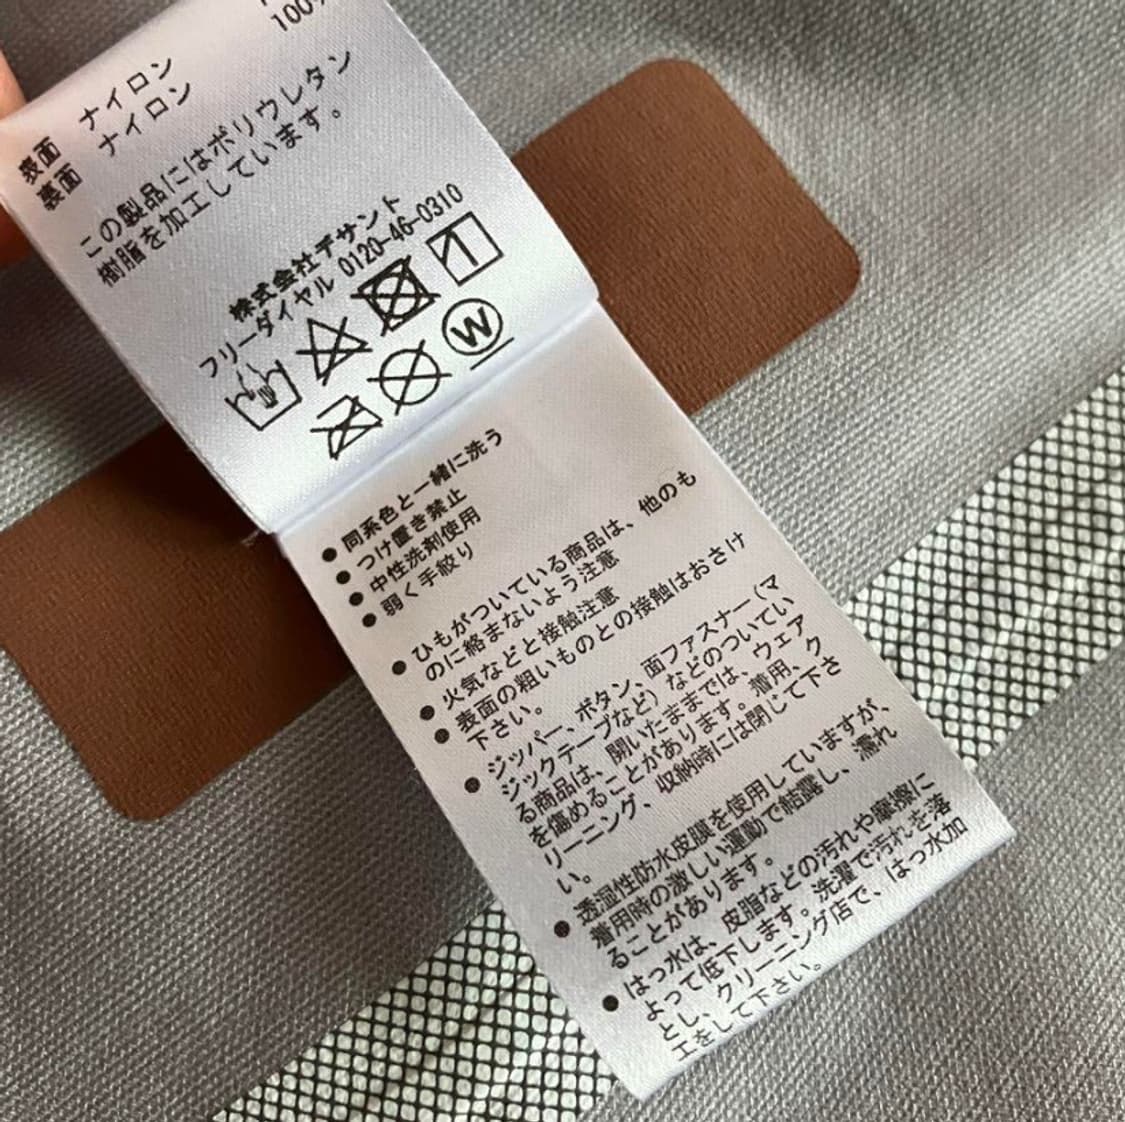 100%
表面 ナイロン
裏面 ナイロン
この製品にはポリウレタン
樹脂を加工しています。
株式会社デサント
フリーダイヤル 0120-46-0310
W
● 同系色と一緒に洗う
● つけ置き禁止
● 中性洗剤使用
● 弱く手絞り
● ひもがついている商品は、他のも
のに絡まないよう注意
● 火気などと接触注意
● 表面の粗いものとの接触はおさけ
下さい。
● ジッパー、ボタン、面ファスナー(マ
ジックテープなど)などのついてい
る商品は、開いたままでは、ウェア
を傷めることがあります。着用、ク
リーニング、収納時には閉じて下さ
い。
● 透湿性防水皮膜を使用していますが、
着用時の激しい運動で結露し、濡れ
ることがあります。
● はっ水は、皮脂などの汚れや摩擦に
よって低下します。洗濯で汚れを落
とし、クリーニング店で、はっ水加
工をして下さい。